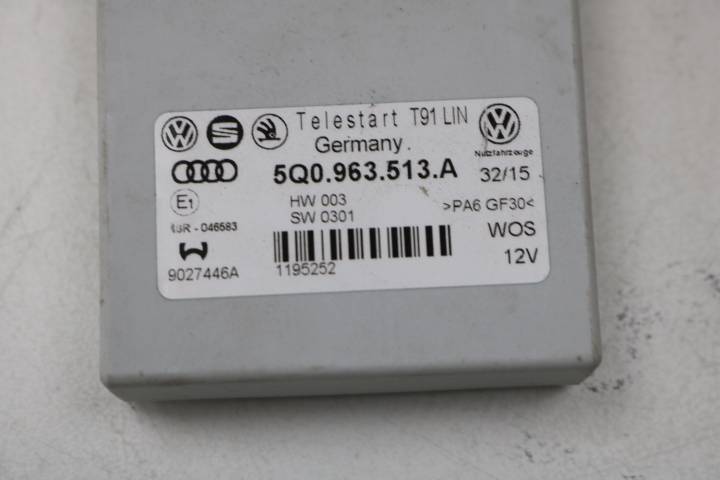 Telestart T91 LIN
Germany.
Nutzfahrzeuge
5Q0.963.513.A 32/15
E1
HW 003 >PA6 GF30<
SW 0301
- 046583
WOS
9027446A
1195252
12V